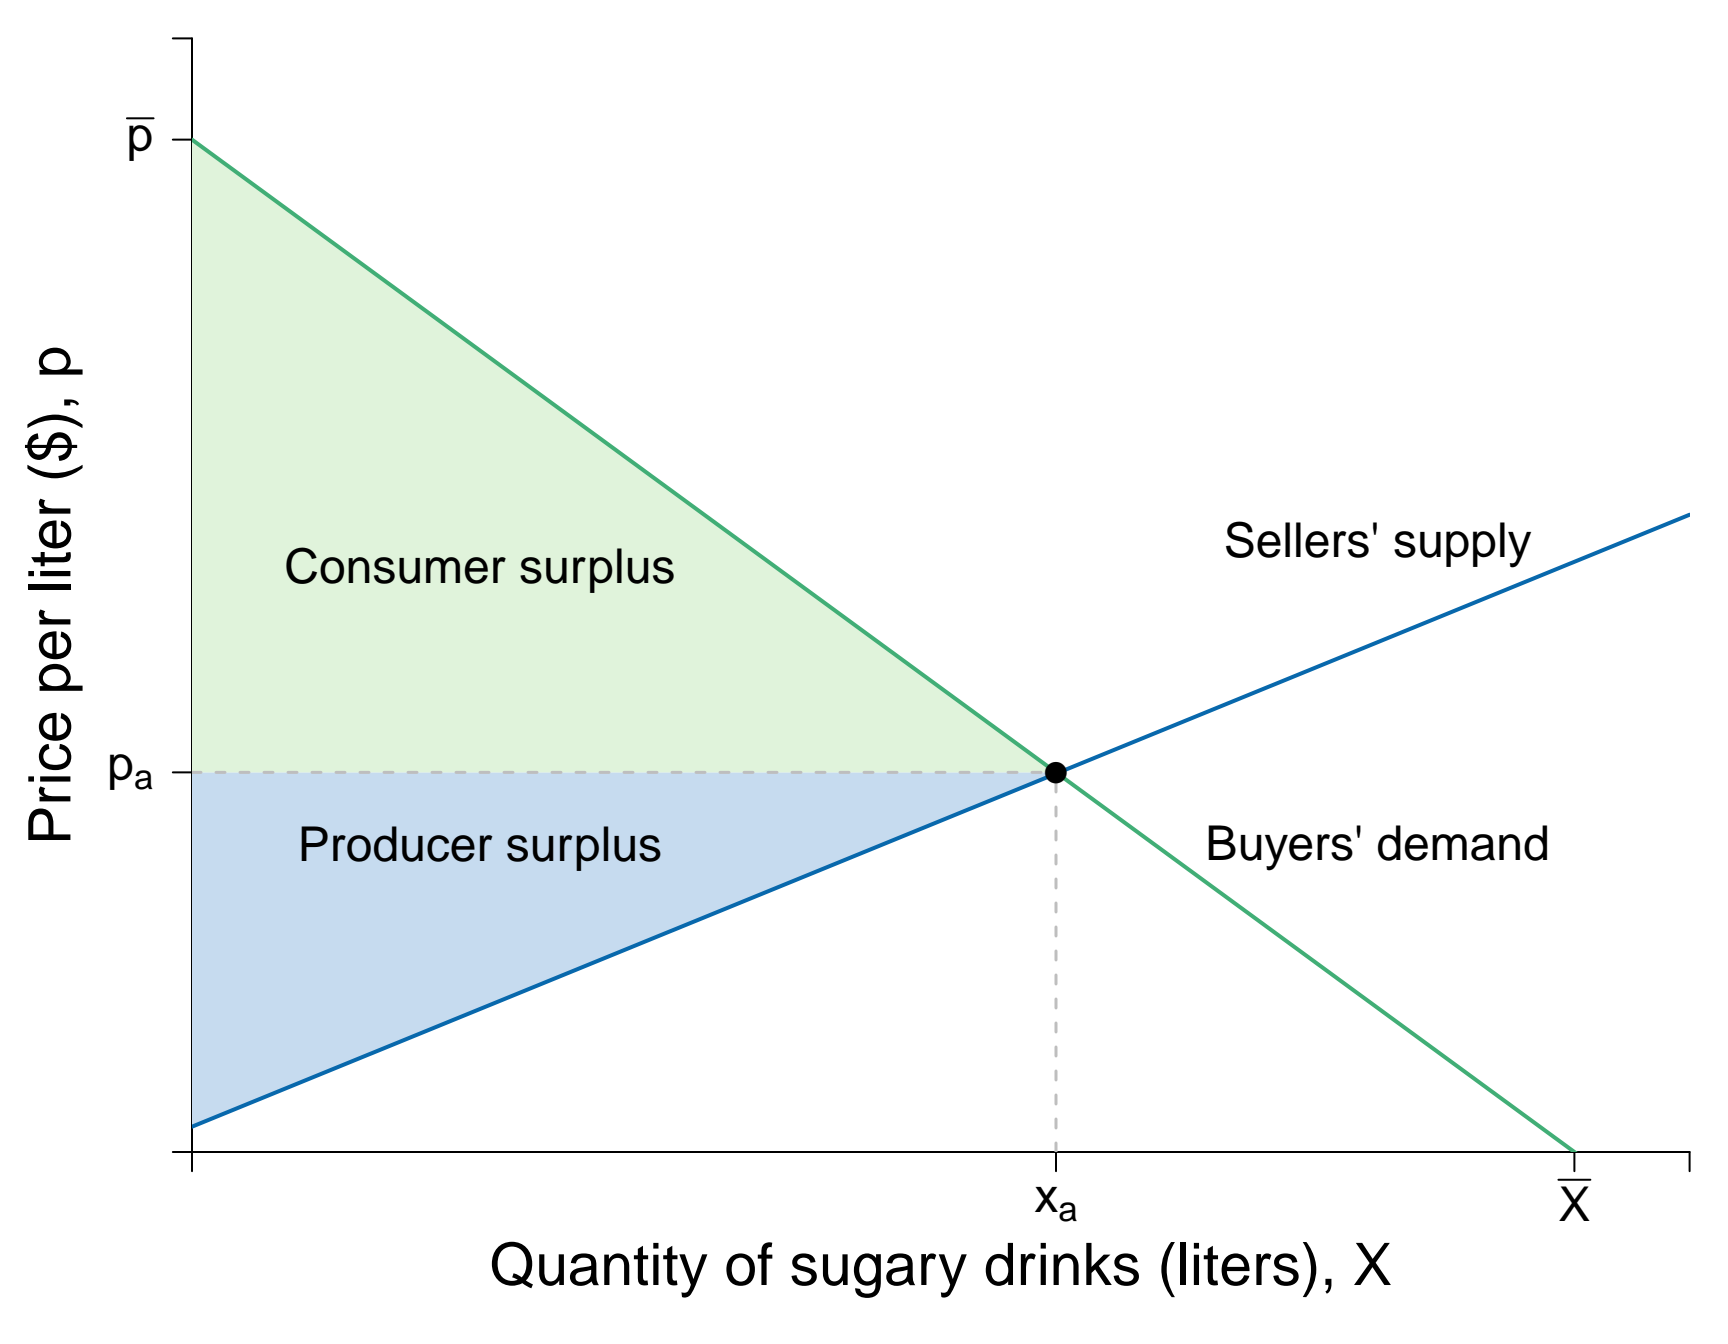 p̅
Price per liter ($), p
Consumer surplus
Sellers' supply
pₐ
Producer surplus
Buyers' demand
xₐ
X̅
Quantity of sugary drinks (liters), X